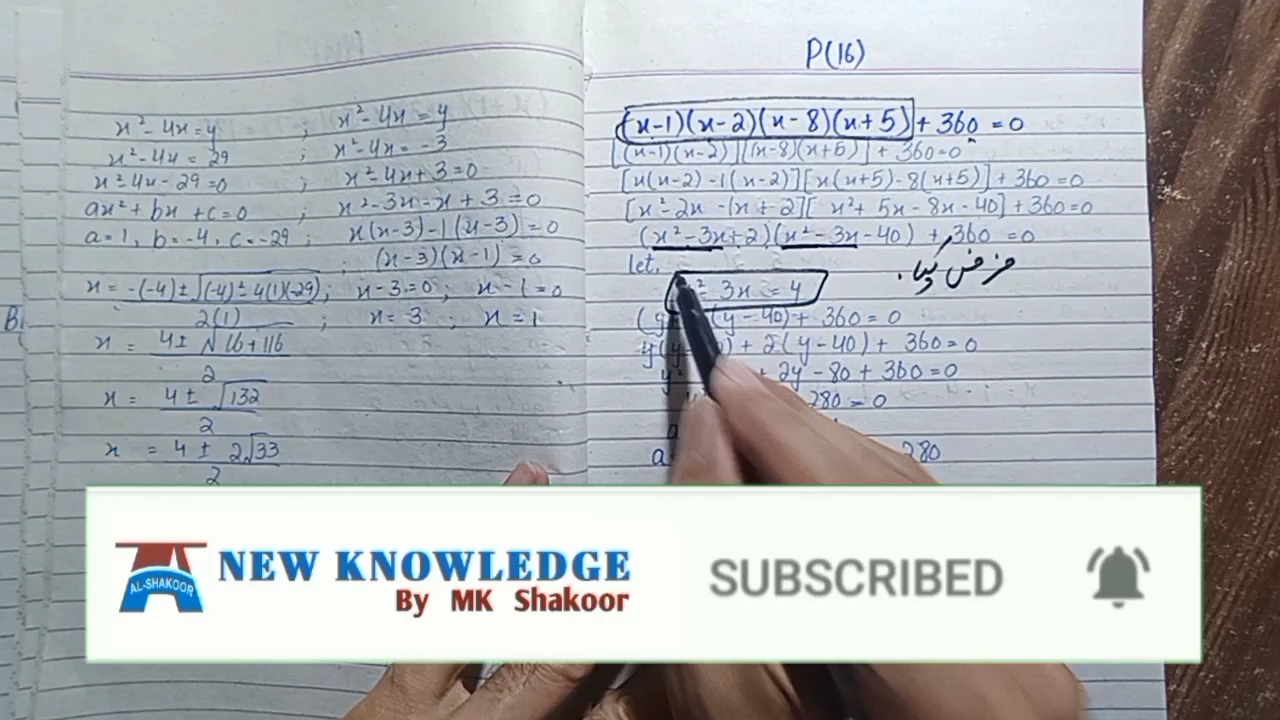 x² - 4x = y ; x² - 4x = y
x² - 4x = 29 ; x² - 4x = -3
x² - 4x - 29 = 0 ; x² - 4x + 3 = 0
ax² + bx + c = 0 ; x² - 3x - x + 3 = 0
a = 1, b = -4, c = -29 ; x(x-3) - 1(x-3) = 0
; (x-3)(x-1) = 0
x = -(-4) ± √(-4)² ± 4(1)(-29) / 2(1) ; x - 3 = 0 ; x - 1 = 0
; x = 3 ; x = 1
x = 4 ± √16 + 116 / 2
x = 4 ± √132 / 2
x = 4 ± 2√33 / 2
P(16)
(x-1)(x-2)(x-8)(x+5) + 360 = 0
[(x-1)(x-2)][(x-8)(x+5)] + 360 = 0
[x(x-2) - 1(x-2)][x(x+5) - 8(x+5)] + 360 = 0
[x² - 2x - 1x + 2][x² + 5x - 8x - 40] + 360 = 0
(x² - 3x + 2)(x² - 3x - 40) + 360 = 0
let, فرض کیا.
3x = y
(y - 40) + 360 = 0
+ 2(y - 40) + 360 = 0
+ 2y - 80 + 360 = 0
280 = 0
280
AL-SHAKOOR
NEW KNOWLEDGE
By MK Shakoor
SUBSCRIBED